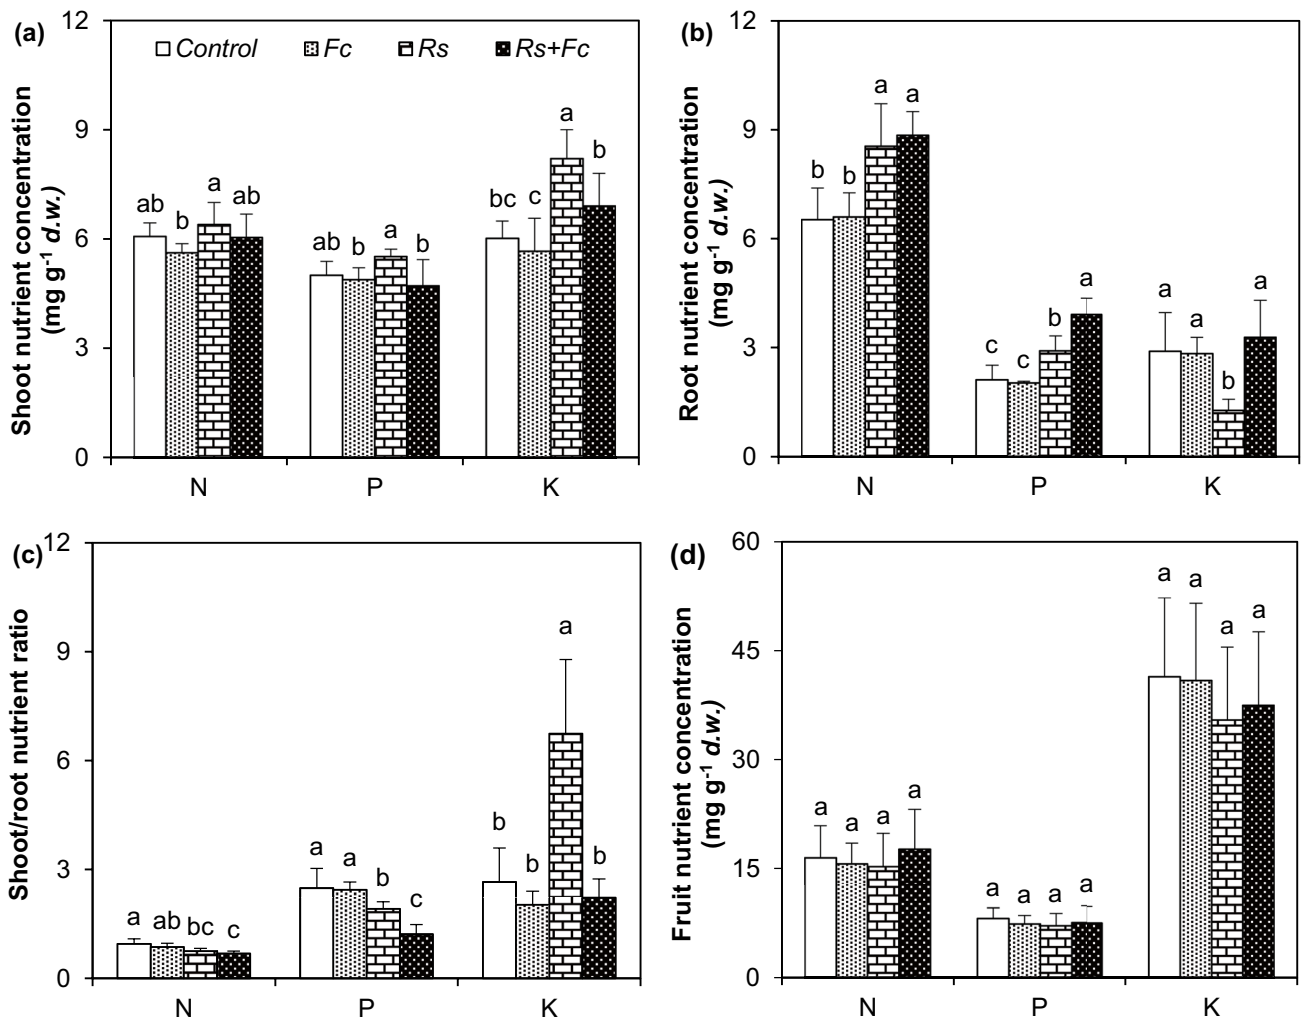 (a)
Control Fc Rs Rs+Fc
Shoot nutrient concentration
(mg g⁻¹ d.w.)
12
9
6
3
0
ab b a ab
ab b a b
bc c a b
N P K
(b)
Root nutrient concentration
(mg g⁻¹ d.w.)
12
9
6
3
0
b b a a
c c b a
a a b a
N P K
(c)
Shoot/root nutrient ratio
12
9
6
3
0
a ab bc c
a a b c
b b a b
N P K
(d)
Fruit nutrient concentration
(mg g⁻¹ d.w.)
60
45
30
15
0
a a a a
a a a a
a a a a
N P K